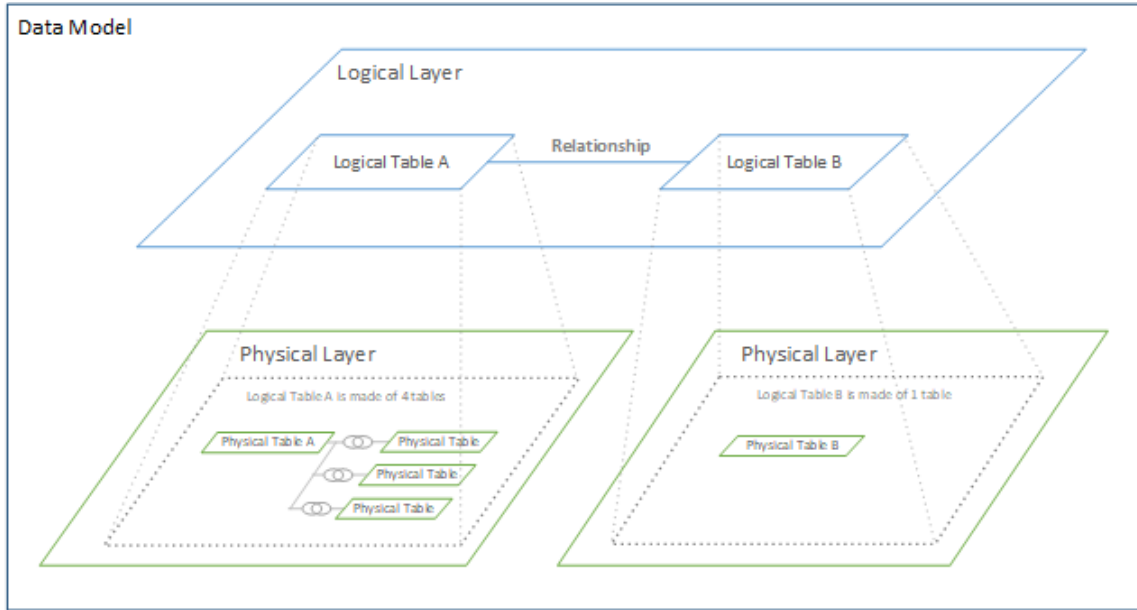 Data Model
Logical Layer
Logical Table A
Relationship
Logical Table B
Physical Layer
Logical Table A is made of 4 tables
Physical Table A
Physical Table
Physical Table
Physical Table
Physical Layer
Logical Table B is made of 1 table
Physical Table B